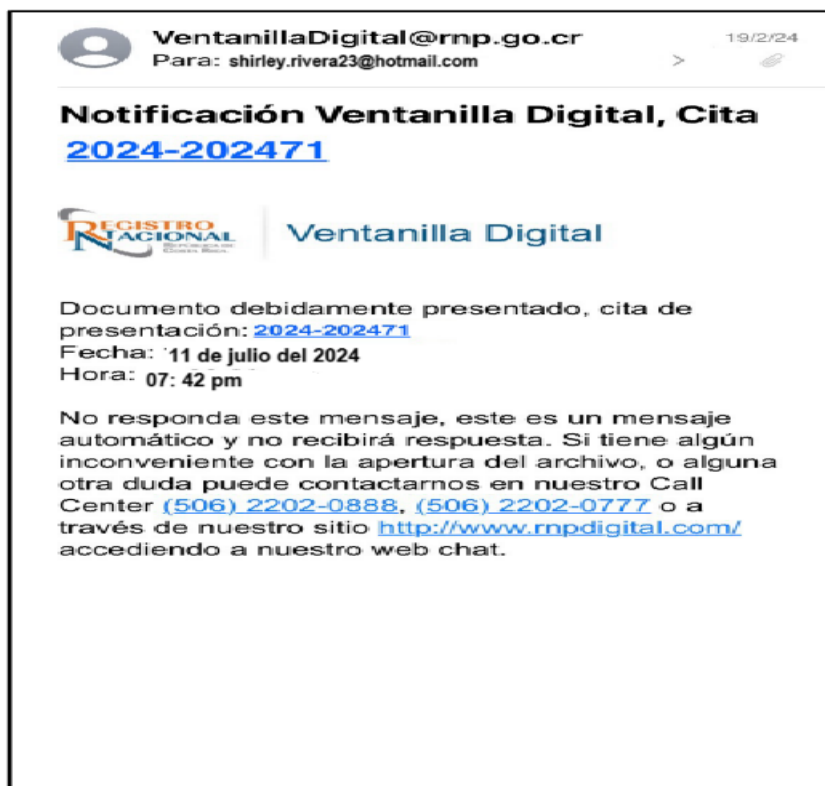 VentanillaDigital@rnp.go.cr
19/2/24
Para: shirley.rivera23@hotmail.com >
Notificación Ventanilla Digital, Cita
2024-202471
REGISTRO
NACIONAL
REPÚBLICA DE
COSTA RICA
Ventanilla Digital
Documento debidamente presentado, cita de
presentación: 2024-202471
Fecha: 11 de julio del 2024
Hora: 07: 42 pm
No responda este mensaje, este es un mensaje
automático y no recibirá respuesta. Si tiene algún
inconveniente con la apertura del archivo, o alguna
otra duda puede contactarnos en nuestro Call
Center (506) 2202-0888, (506) 2202-0777 o a
través de nuestro sitio http://www.rnpdigital.com/
accediendo a nuestro web chat.